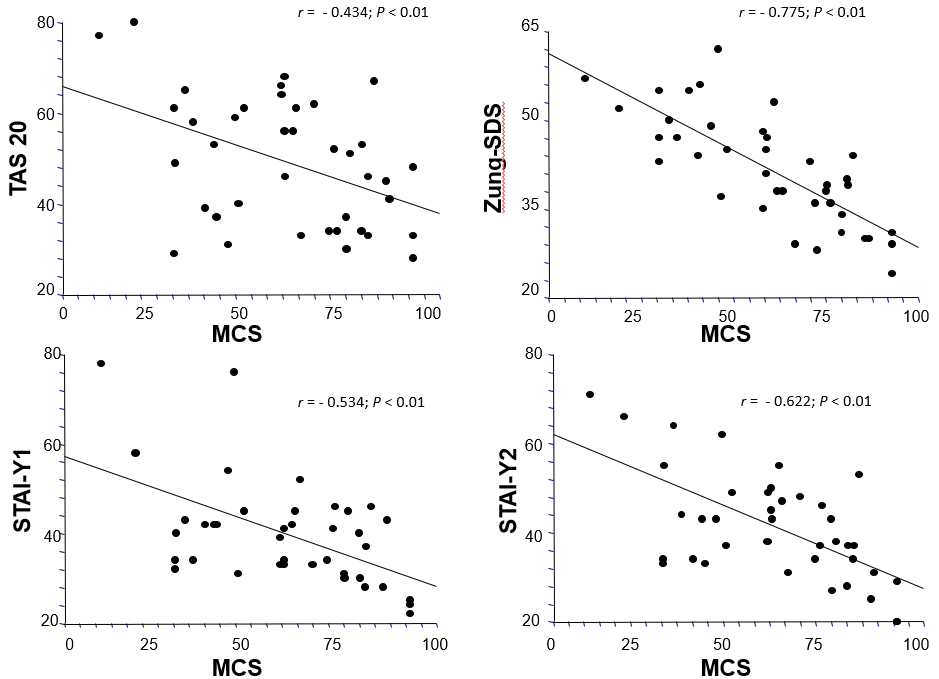 r = - 0.434; P < 0.01
80
60
40
20
TAS 20
0 25 50 75 100
MCS
r = - 0.775; P < 0.01
65
50
35
20
Zung-SDS
0 25 50 75 100
MCS
r = - 0.534; P < 0.01
80
60
40
20
STAI-Y1
0 25 50 75 100
MCS
r = - 0.622; P < 0.01
80
60
40
20
STAI-Y2
0 25 50 75 100
MCS